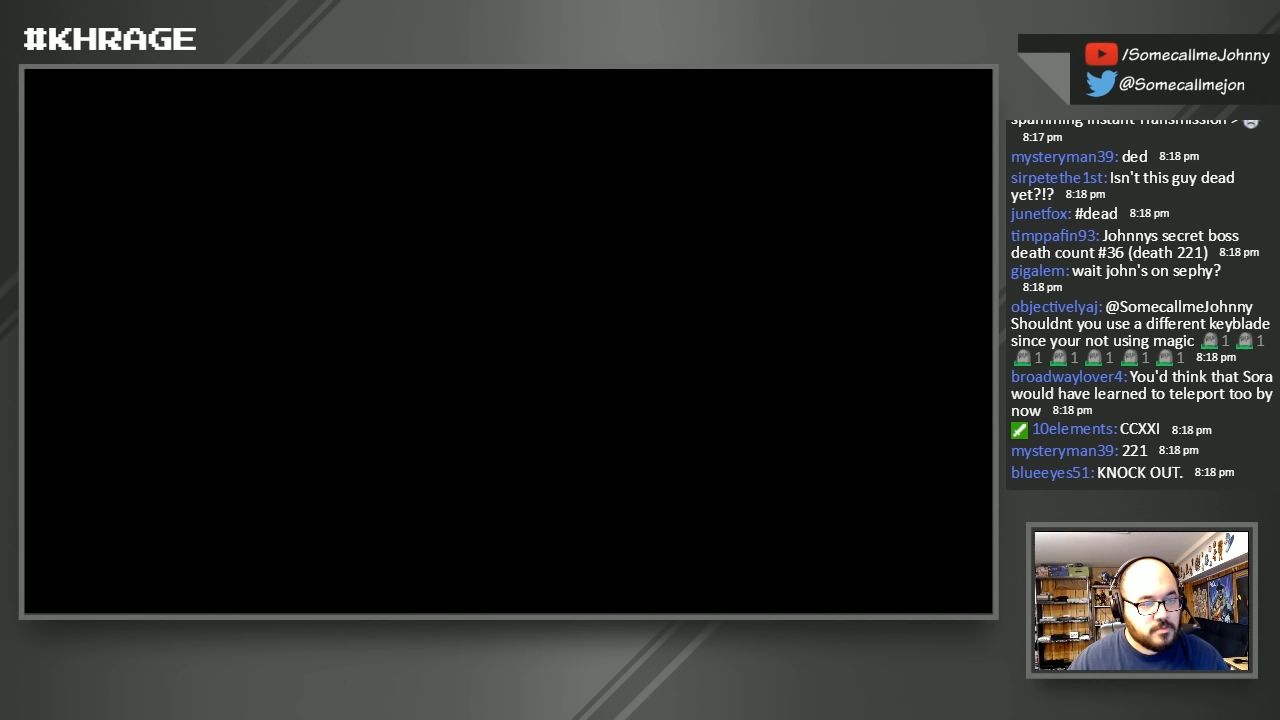 #KHRAGE
/SomecallmeJohnny
@Somecallmejon
spamming Instant Transmission >
8:17 pm
mysteryman39: ded 8:18 pm
sirpetethe1st: Isn't this guy dead
yet?!? 8:18 pm
junetfox: #dead 8:18 pm
timppafin93: Johnnys secret boss
death count #36 (death 221) 8:18 pm
gigalem: wait john's on sephy?
8:18 pm
objectivelyaj: @SomecallmeJohnny
Shouldnt you use a different keyblade
since your not using magic 1 1
1 1 1 1 1 8:18 pm
broadwaylover4: You'd think that Sora
would have learned to teleport too by
now 8:18 pm
10elements: CCXXI 8:18 pm
mysteryman39: 221 8:18 pm
blueeyes51: KNOCK OUT. 8:18 pm